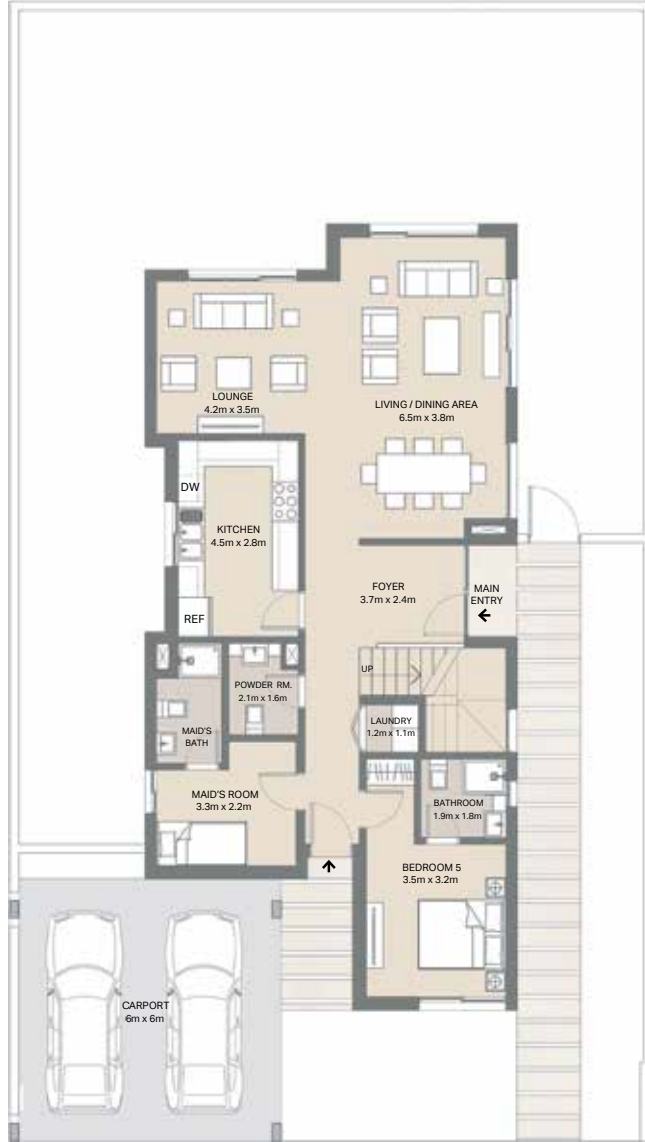 LOUNGE
4.2m x 3.5m
LIVING / DINING AREA
6.5m x 3.8m
DW
KITCHEN
4.5m x 2.8m
REF
FOYER
3.7m x 2.4m
MAIN
ENTRY
UP
POWDER RM.
2.1m x 1.6m
LAUNDRY
1.2m x 1.1m
MAID'S
BATH
MAID'S ROOM
3.3m x 2.2m
BATHROOM
1.9m x 1.8m
BEDROOM 5
3.5m x 3.2m
CARPORT
6m x 6m